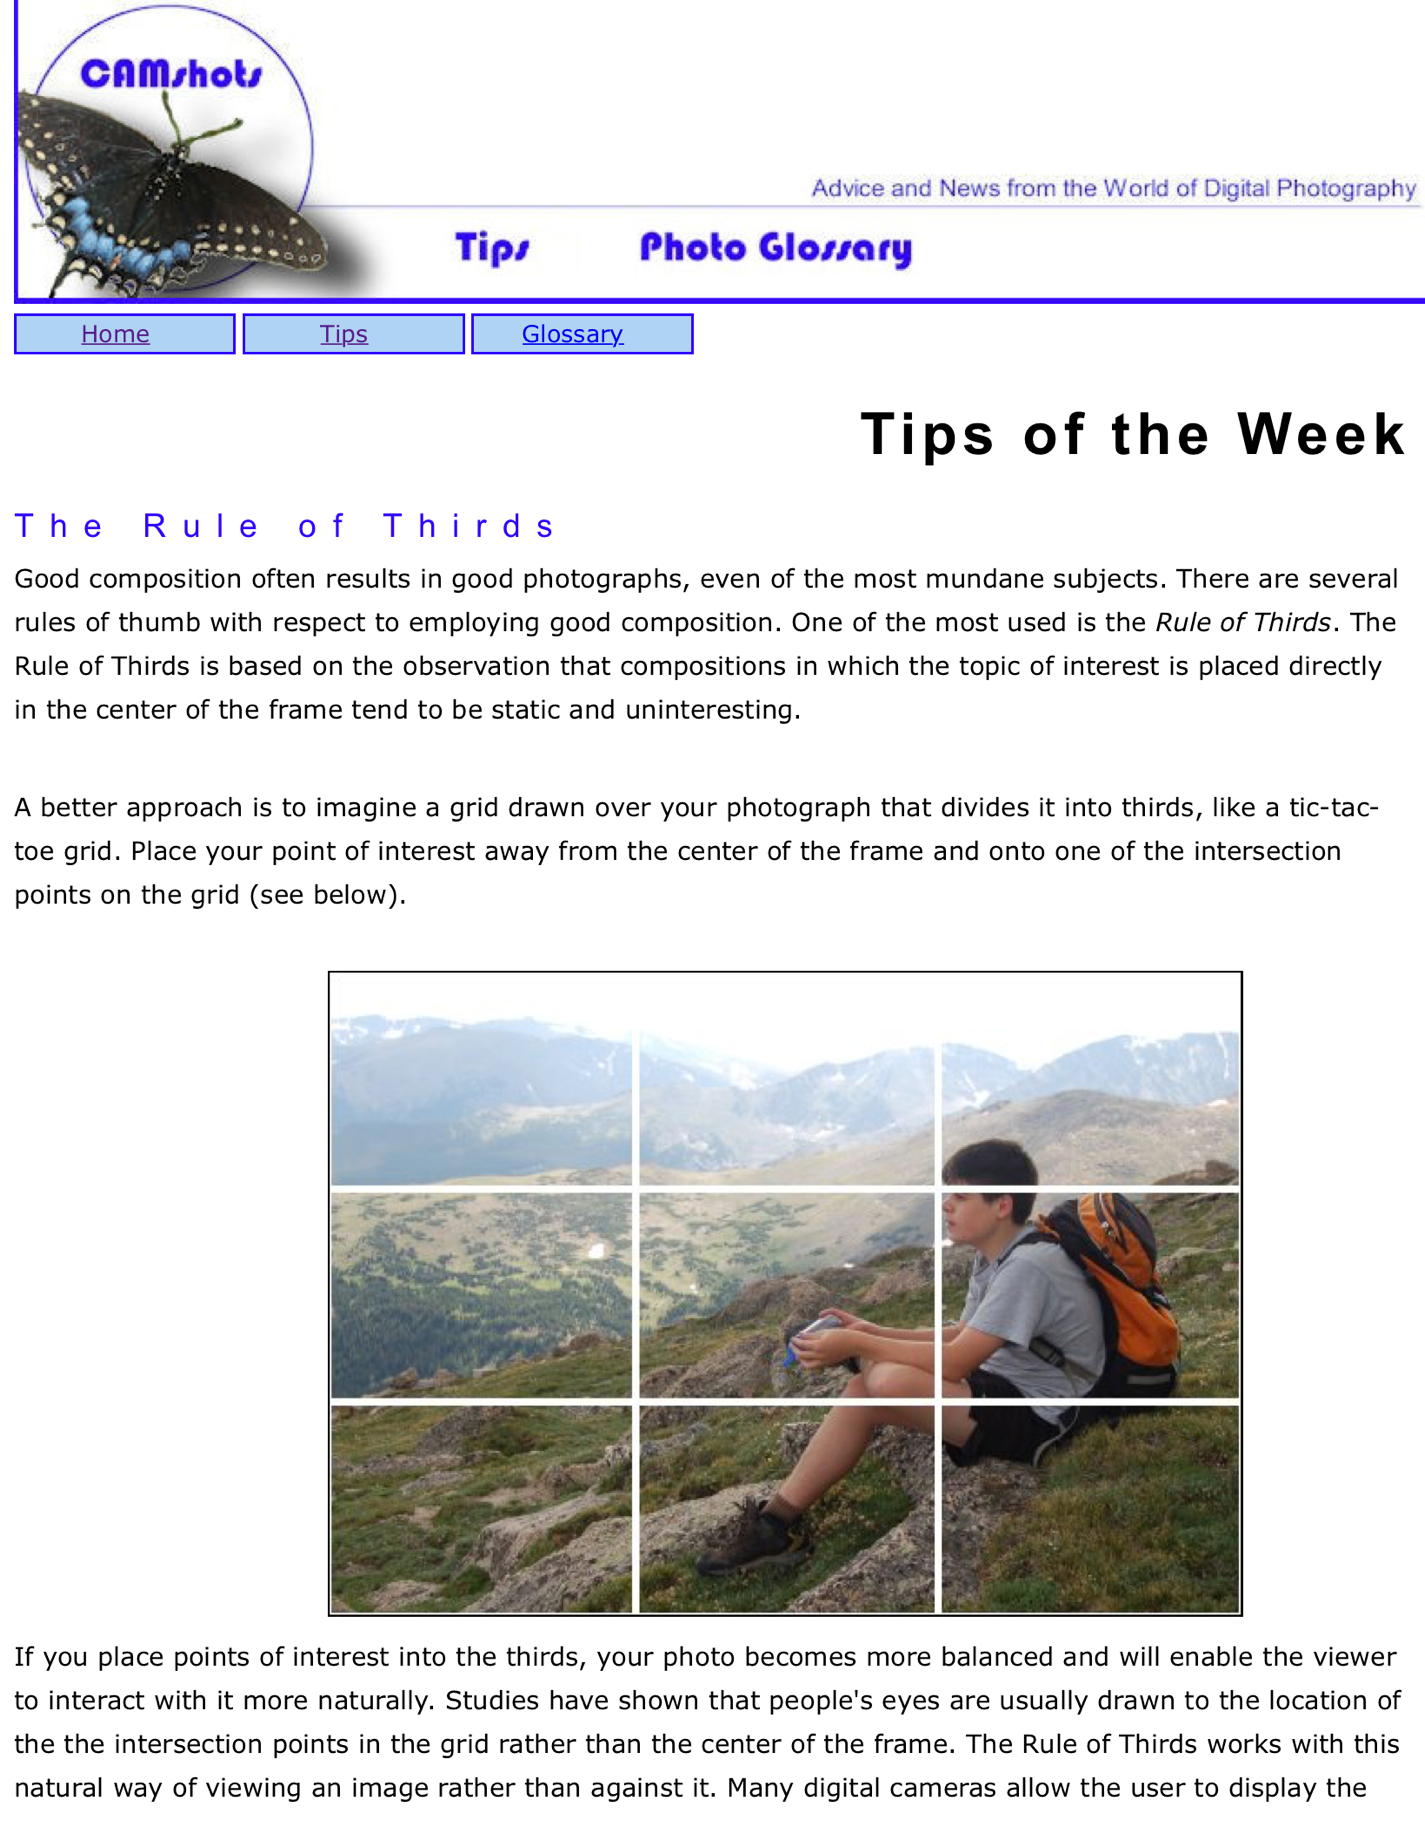 CAMshots
Advice and News from the World of Digital Photography
Tips Photo Glossary
Home Tips Glossary
Tips of the Week
The Rule of Thirds
Good composition often results in good photographs, even of the most mundane subjects. There are several
rules of thumb with respect to employing good composition. One of the most used is the Rule of Thirds. The
Rule of Thirds is based on the observation that compositions in which the topic of interest is placed directly
in the center of the frame tend to be static and uninteresting.
A better approach is to imagine a grid drawn over your photograph that divides it into thirds, like a tic-tac-
toe grid. Place your point of interest away from the center of the frame and onto one of the intersection
points on the grid (see below).
If you place points of interest into the thirds, your photo becomes more balanced and will enable the viewer
to interact with it more naturally. Studies have shown that people's eyes are usually drawn to the location of
the the intersection points in the grid rather than the center of the frame. The Rule of Thirds works with this
natural way of viewing an image rather than against it. Many digital cameras allow the user to display the